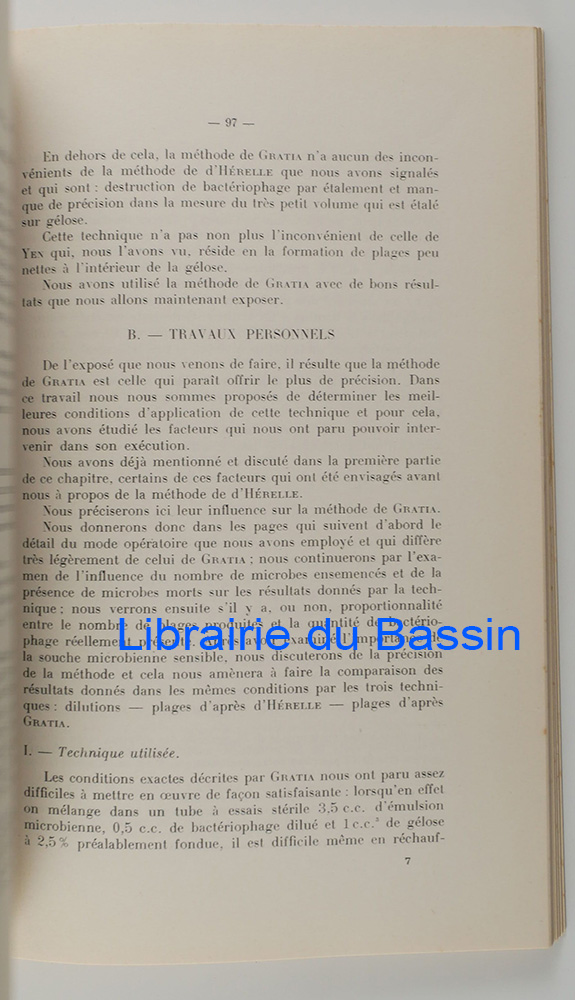 — 97 —
En dehors de cela, la méthode de GRATIA n'a aucun des incon-
vénients de la méthode de d'HÉRELLE que nous avons signalés
et qui sont : destruction de bactériophage par étalement et man-
que de précision dans la mesure du très petit volume qui est étalé
sur gélose.
Cette technique n'a pas non plus l'inconvénient de celle de
YEN qui, nous l'avons vu, réside en la formation de plages peu
nettes à l'intérieur de la gélose.
Nous avons utilisé la méthode de GRATIA avec de bons résul-
tats que nous allons maintenant exposer.
B. — TRAVAUX PERSONNELS
De l'exposé que nous venons de faire, il résulte que la méthode
de GRATIA est celle qui paraît offrir le plus de précision. Dans
ce travail nous nous sommes proposés de déterminer les meil-
leures conditions d'application de cette technique et pour cela,
nous avons étudié les facteurs qui nous ont paru pouvoir inter-
venir dans son exécution.
Nous avons déjà mentionné et discuté dans la première partie
de ce chapitre, certains de ces facteurs qui ont été envisagés avant
nous à propos de la méthode de d'HÉRELLE.
Nous préciserons ici leur influence sur la méthode de GRATIA.
Nous donnerons donc dans les pages qui suivent d'abord le
détail du mode opératoire que nous avons employé et qui diffère
très légèrement de celui de GRATIA ; nous continuerons par l'exa-
men de l'influence du nombre de microbes ensemencés et de la
présence de microbes morts sur les résultats donnés par la tech-
nique ; nous verrons ensuite s'il y a, ou non, proportionnalité
entre le nombre de plages produites et la quantité de bactério-
phage réellement présente. Après avoir examiné l'importance de
Librairie du Bassin
la souche microbienne sensible, nous discuterons de la précision
de la méthode et cela nous amènera à faire la comparaison des
résultats donnés dans les mêmes conditions par les trois techni-
ques : dilutions — plages d'après d'HÉRELLE — plages d'après
GRATIA.
I. — Technique utilisée.
Les conditions exactes décrites par GRATIA nous ont paru assez
difficiles à mettre en œuvre de façon satisfaisante : lorsqu'en effet
on mélange dans un tube à essais stérile 3,5 c.c. d'émulsion
microbienne, 0,5 c.c. de bactériophage dilué et 1 c.c.³ de gélose
à 2,5 % préalablement fondue, il est difficile même en réchauf-
7